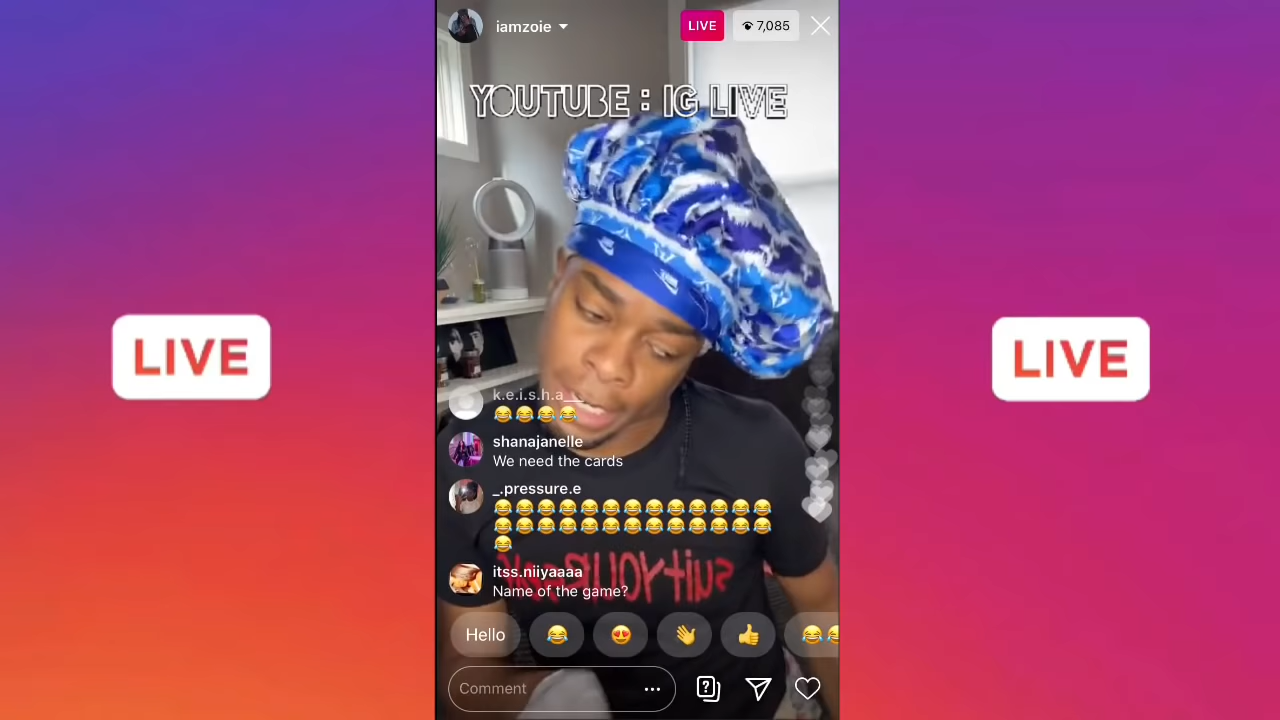 iamzoie
LIVE
7,085
YOUTUBE : IG LIVE
LIVE
LIVE
k.e.i.s.h.a__
😂😂😂😂
shanajanelle
We need the cards
_.pressure.e
😂😂😂😂😂😂😂😂😂😂😂😂😂
😂😂😂😂😂😂😂😂😂😂😂😂😂
😂
itss.niiyaaaa
Name of the game?
Hello 😂 😍 👋 👍 😂😂
Comment